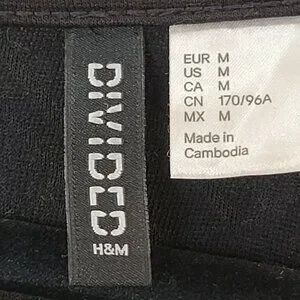 DIVIDED
H&M
EUR M
US M
CA M
CN 170/96A
MX M
Made in
Cambodia